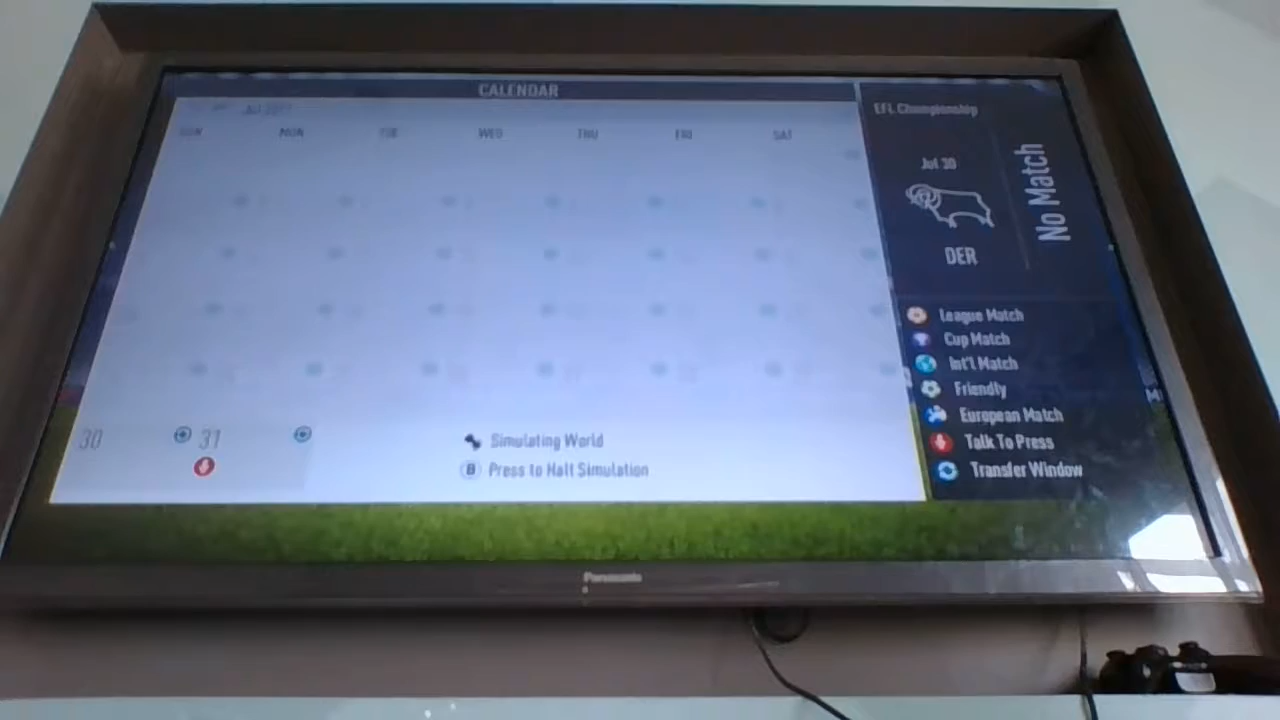 CALENDAR
SUN MON TUE WED THU FRI SAT
30 31
Simulating World
B Press to Halt Simulation
EFL Championship
Jul 30
DER
No Match
League Match
Cup Match
Int'l Match
Friendly
European Match
Talk To Press
Transfer Window
Panasonic